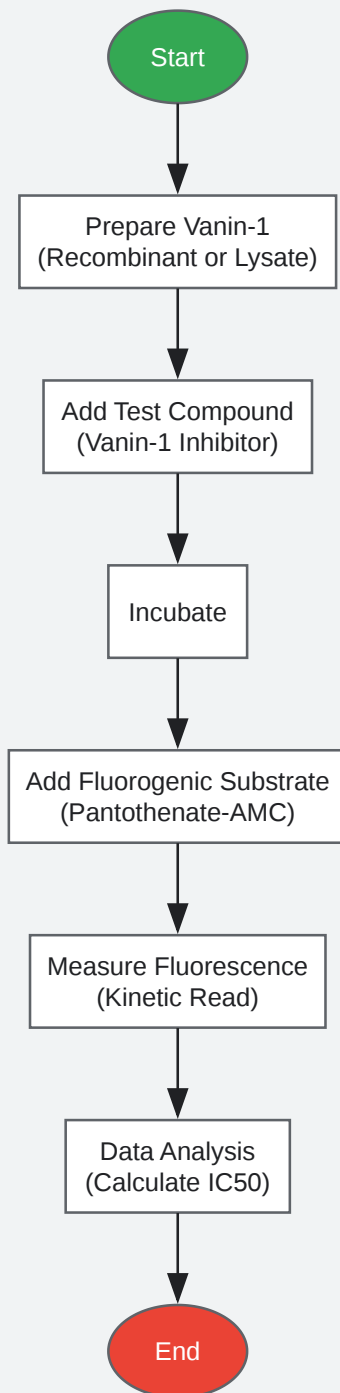 Start
Prepare Vanin-1
(Recombinant or Lysate)
Add Test Compound
(Vanin-1 Inhibitor)
Incubate
Add Fluorogenic Substrate
(Pantothenate-AMC)
Measure Fluorescence
(Kinetic Read)
Data Analysis
(Calculate IC50)
End